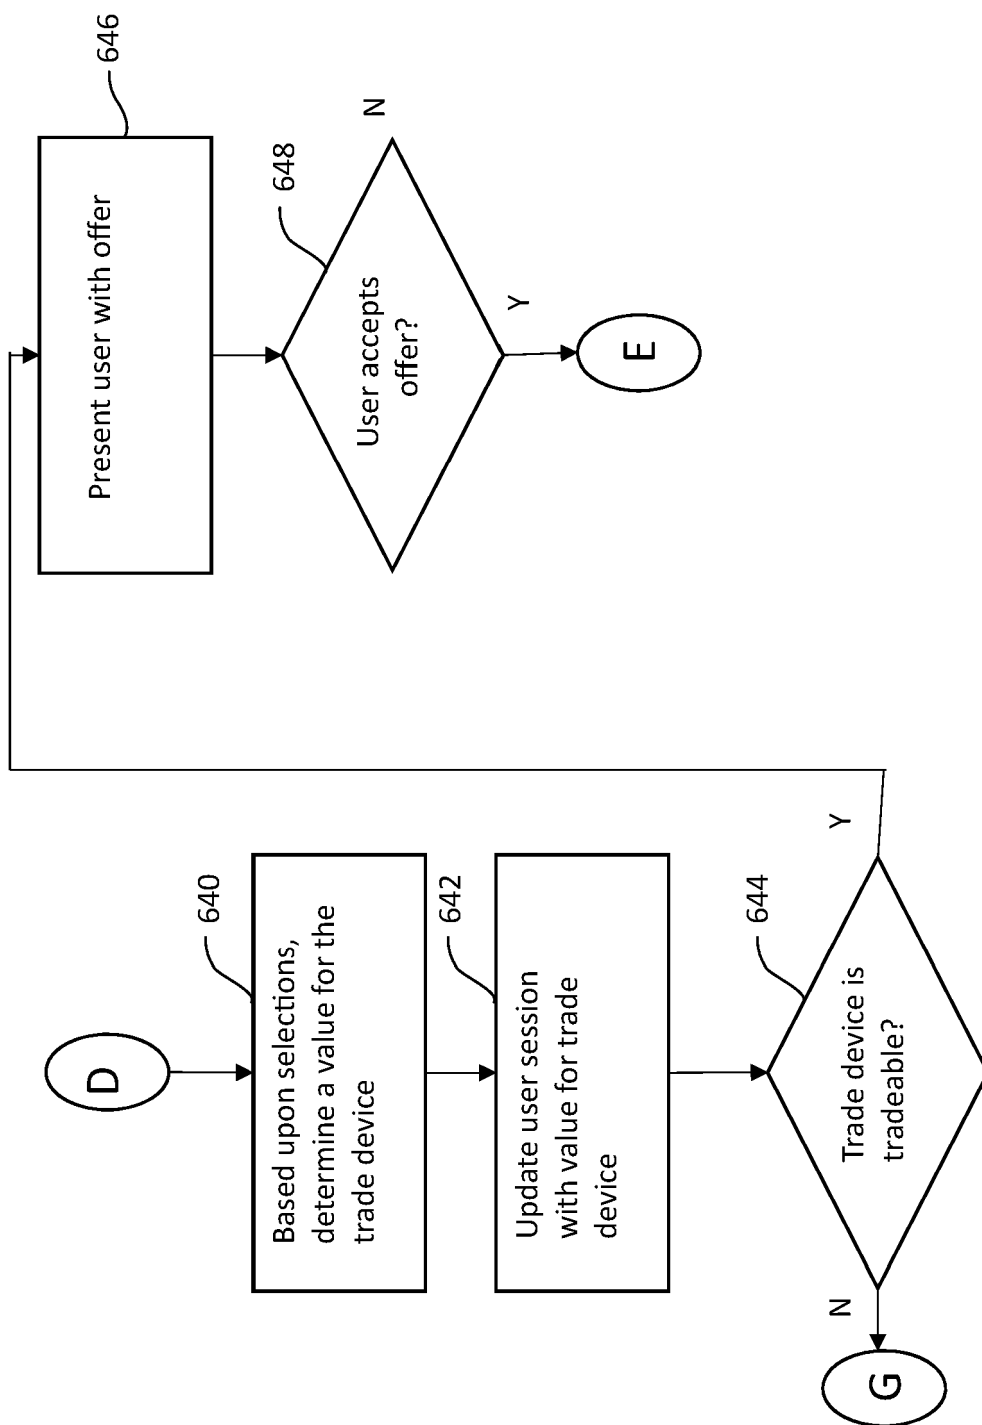 D
640
Based upon selections,
determine a value for the
trade device
642
Update user session
with value for trade
device
644
Trade device is
tradeable?
N
Y
G
646
Present user with offer
648
User accepts
offer?
N
Y
E